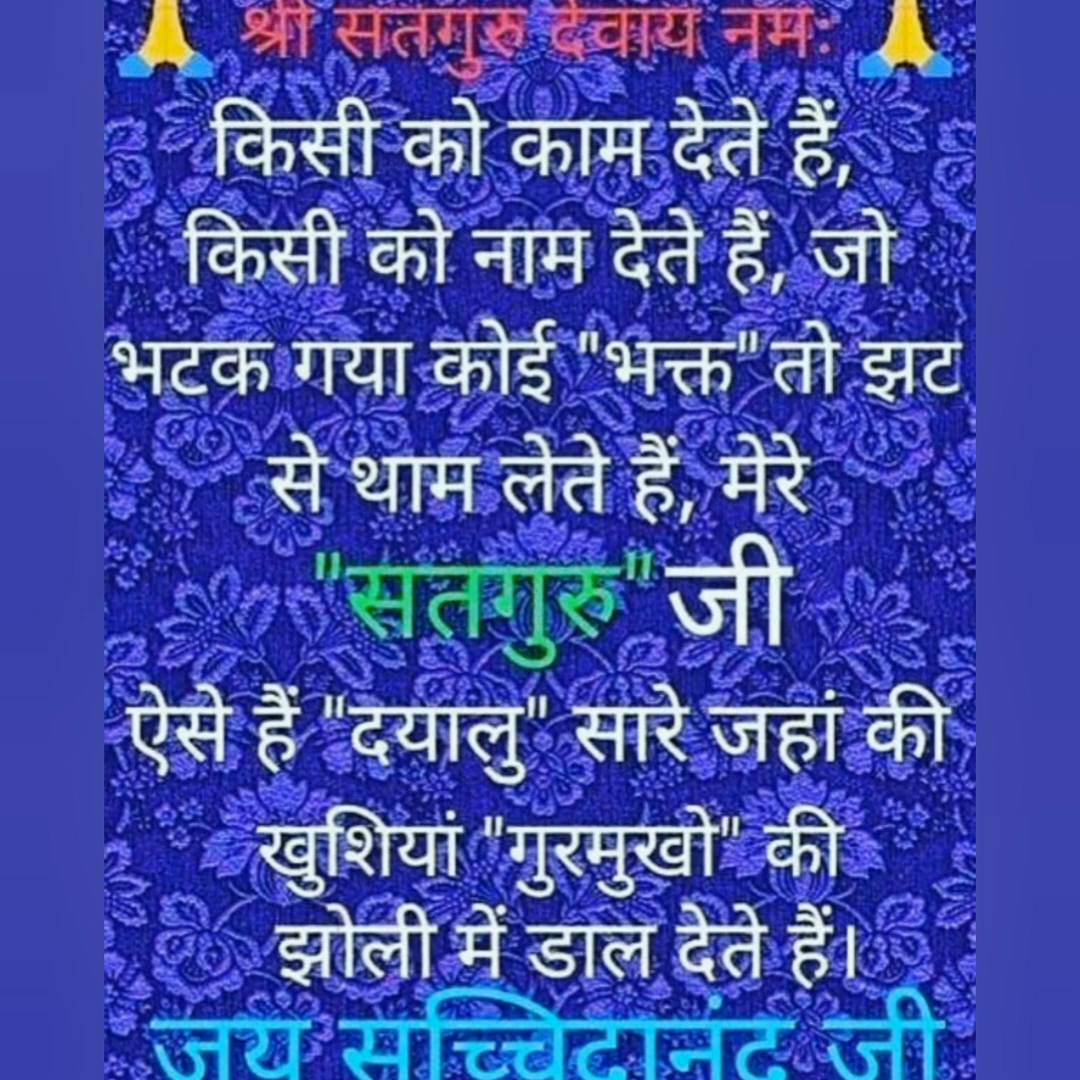 🙏 श्री सतगुरु देवाय नमः 🙏
किसी को काम देते हैं,
किसी को नाम देते हैं, जो
भटक गया कोई "भक्त" तो झट
से थाम लेते हैं, मेरे
"सतगुरु" जी
ऐसे हैं "दयालु" सारे जहां की
खुशियां "गुरमुखो" की
झोली में डाल देते हैं।
जय सच्चिदानंद जी